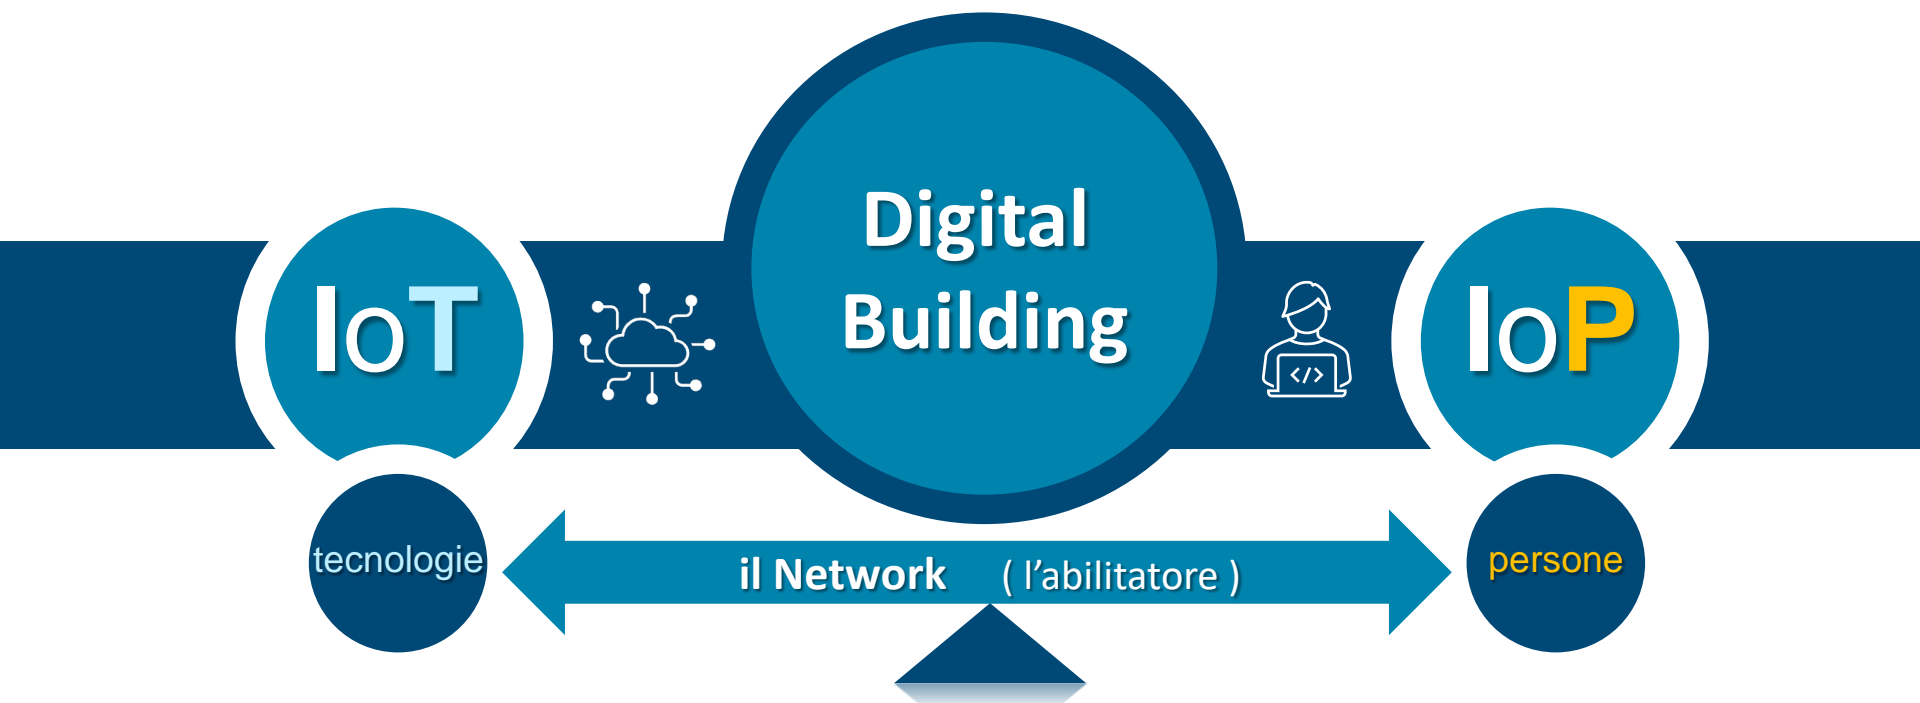 Digital
Building
IoT
</>
IoP
tecnologie
il Network ( l’abilitatore )
persone